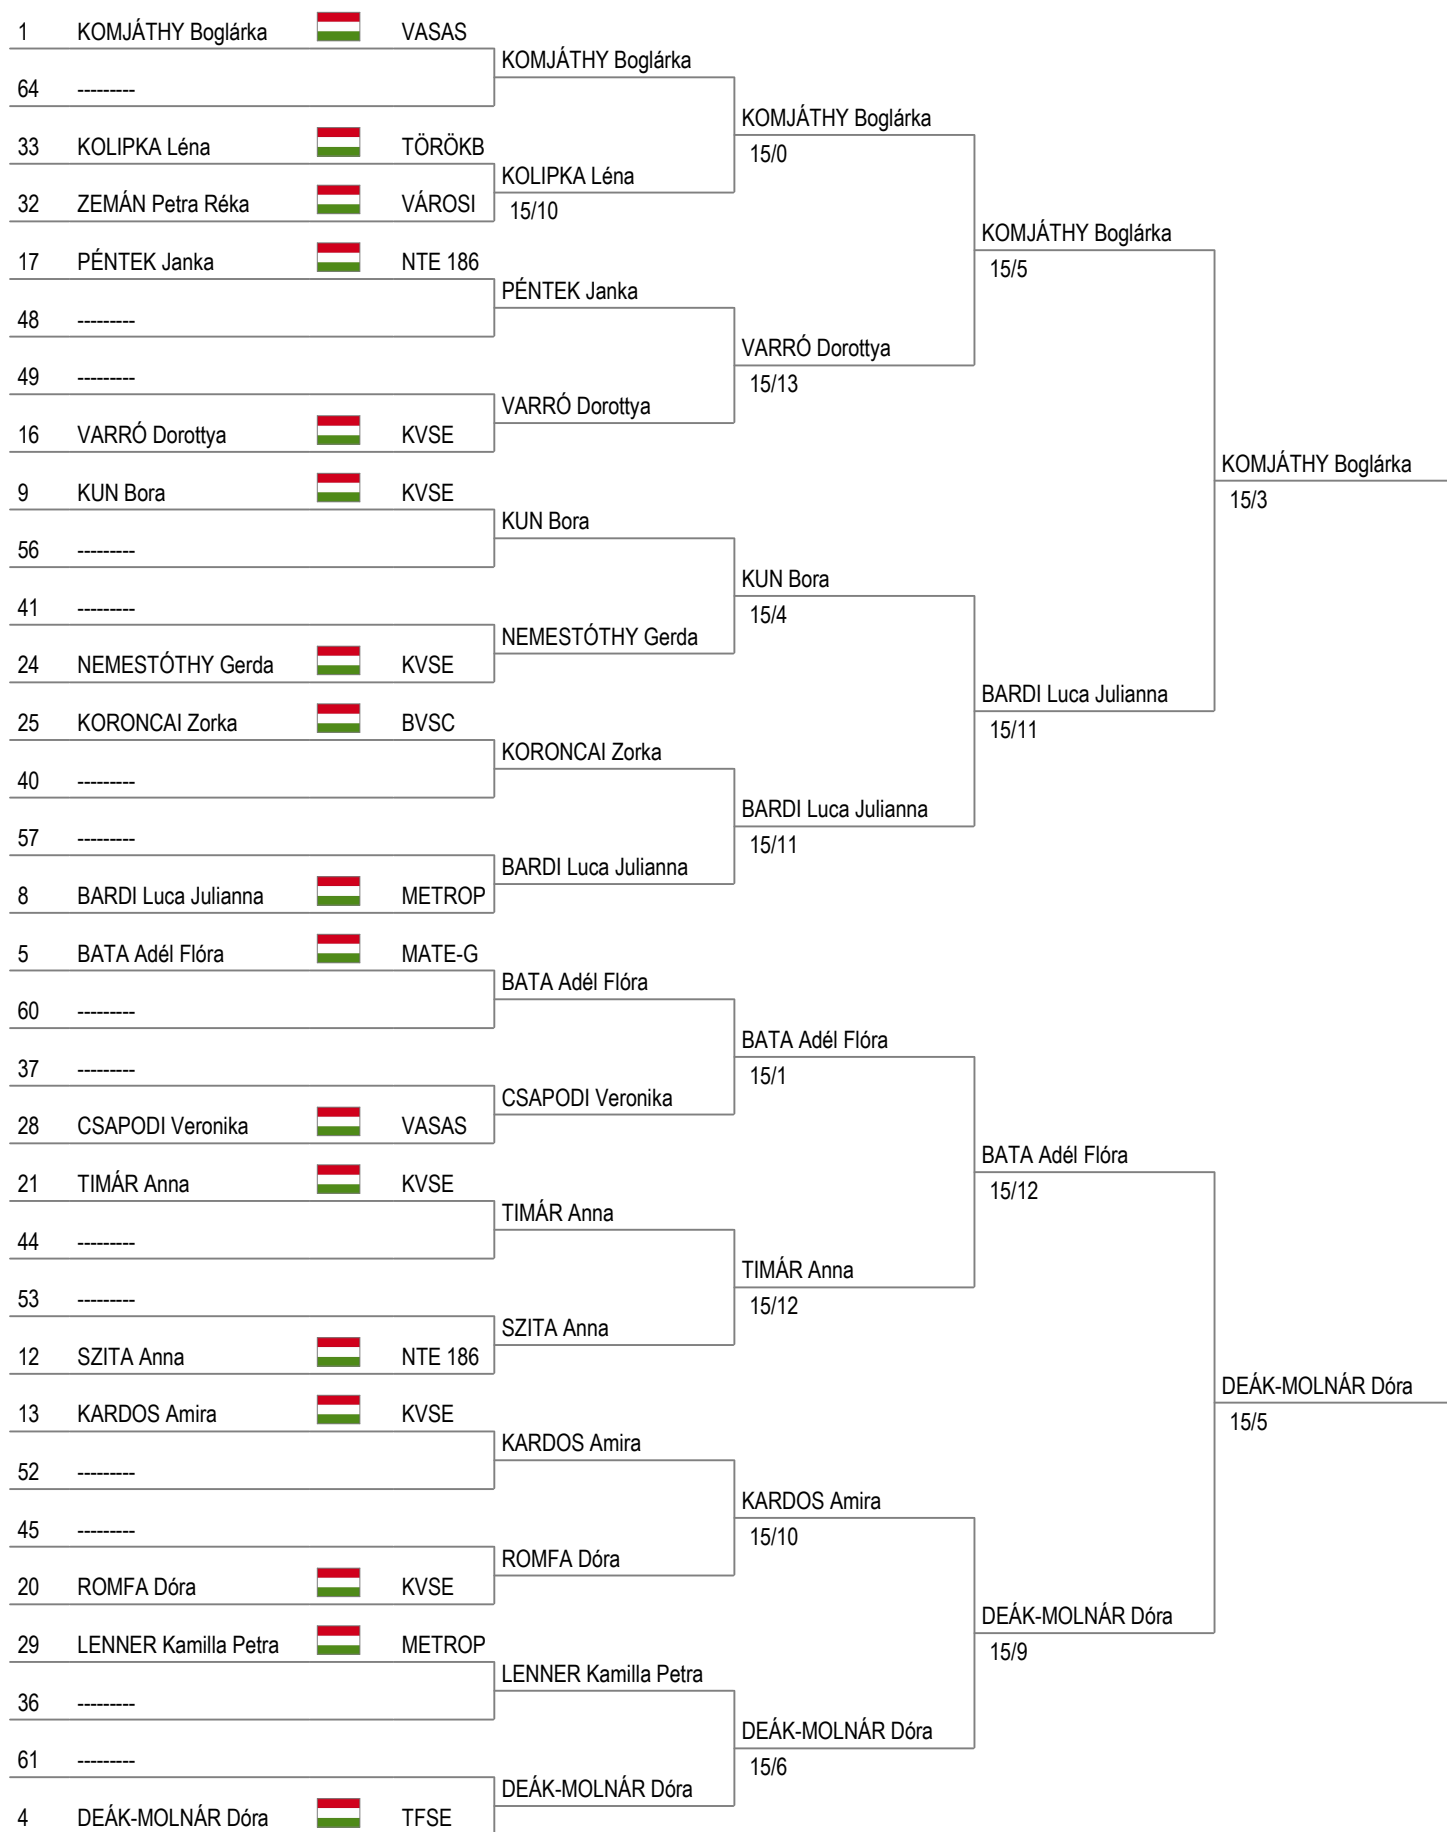 1 KOMJÁTHY Boglárka VASAS
KOMJÁTHY Boglárka
64 ---------
KOMJÁTHY Boglárka
15/0
33 KOLIPKA Léna TÖRÖKB
KOLIPKA Léna
15/10
32 ZEMÁN Petra Réka VÁROSI
KOMJÁTHY Boglárka
15/5
17 PÉNTEK Janka NTE 186
PÉNTEK Janka
48 ---------
VARRÓ Dorottya
15/13
49 ---------
VARRÓ Dorottya
16 VARRÓ Dorottya KVSE
KOMJÁTHY Boglárka
15/3
9 KUN Bora KVSE
KUN Bora
56 ---------
KUN Bora
15/4
41 ---------
NEMESTÓTHY Gerda
24 NEMESTÓTHY Gerda KVSE
BARDI Luca Julianna
15/11
25 KORONCAI Zorka BVSC
KORONCAI Zorka
40 ---------
BARDI Luca Julianna
15/11
57 ---------
BARDI Luca Julianna
8 BARDI Luca Julianna METROP
5 BATA Adél Flóra MATE-G
BATA Adél Flóra
60 ---------
BATA Adél Flóra
15/1
37 ---------
CSAPODI Veronika
28 CSAPODI Veronika VASAS
BATA Adél Flóra
15/12
21 TIMÁR Anna KVSE
TIMÁR Anna
44 ---------
TIMÁR Anna
15/12
53 ---------
SZITA Anna
12 SZITA Anna NTE 186
DEÁK-MOLNÁR Dóra
15/5
13 KARDOS Amira KVSE
KARDOS Amira
52 ---------
KARDOS Amira
15/10
45 ---------
ROMFA Dóra
20 ROMFA Dóra KVSE
DEÁK-MOLNÁR Dóra
15/9
29 LENNER Kamilla Petra METROP
LENNER Kamilla Petra
36 ---------
DEÁK-MOLNÁR Dóra
15/6
61 ---------
DEÁK-MOLNÁR Dóra
4 DEÁK-MOLNÁR Dóra TFSE